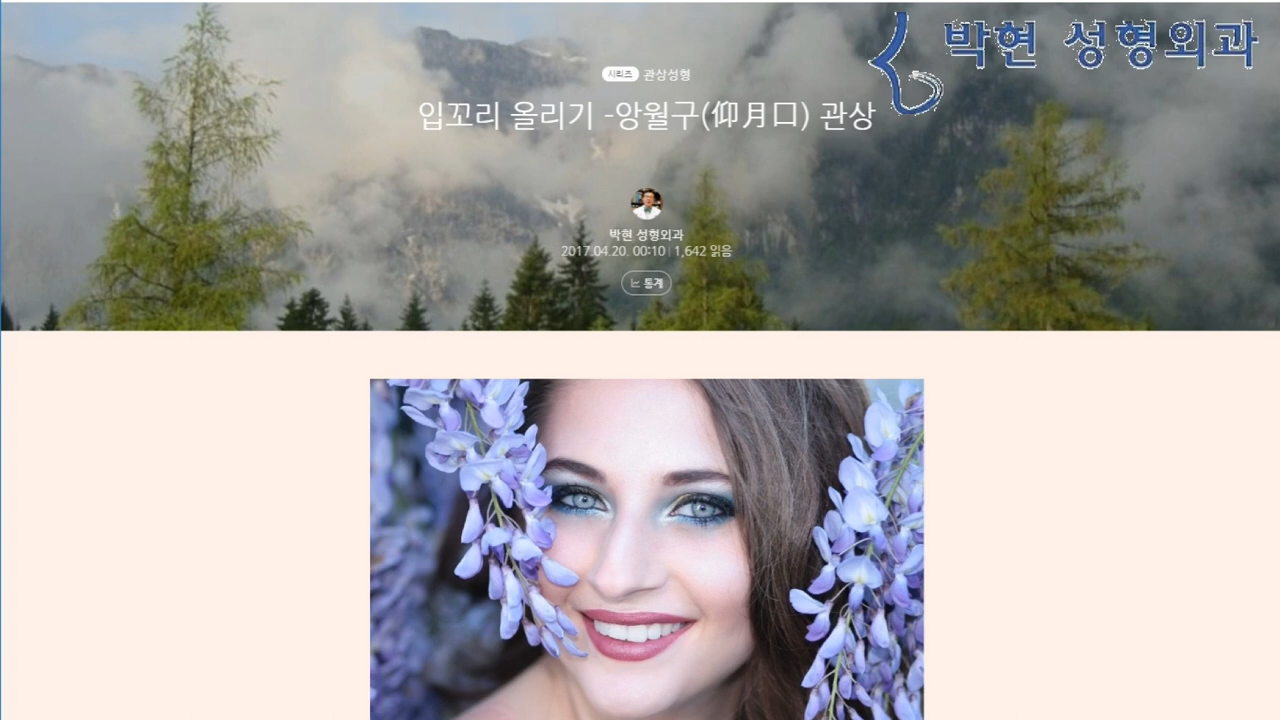 박현 성형외과
시리즈 관상성형
입꼬리 올리기 -앙월구(仰月口) 관상
박현 성형외과
2017.04.20. 00:10 | 1,642 읽음
통계